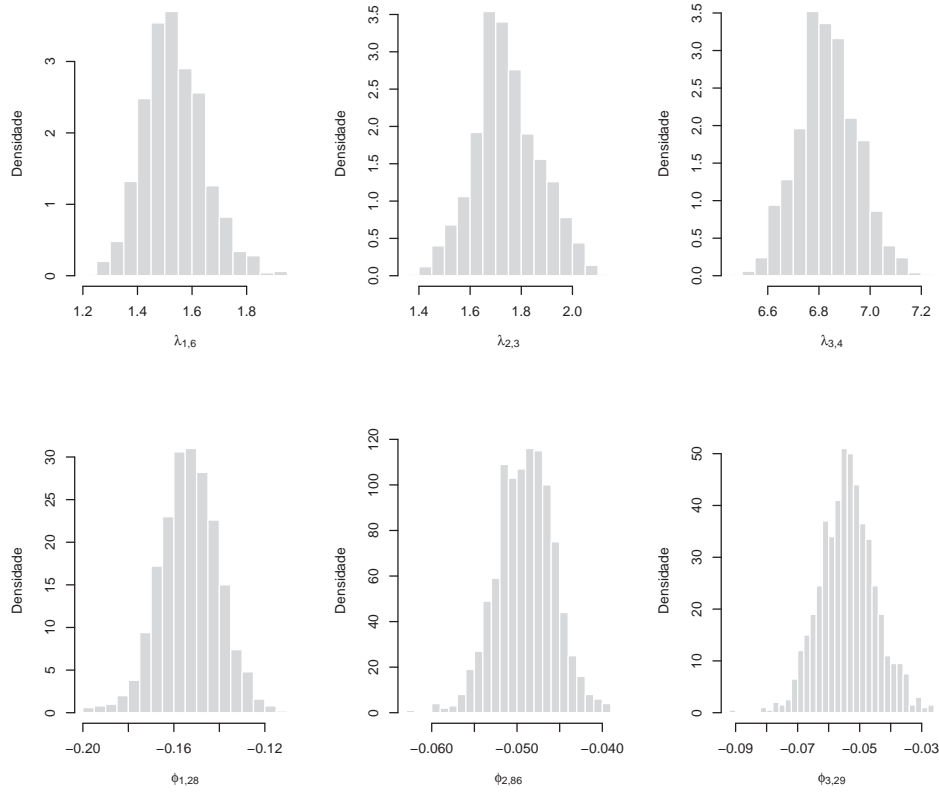 Densidade
0 1 2 3
1.2 1.4 1.6 1.8
λ1,6
Densidade
0.0 0.5 1.0 1.5 2.0 2.5 3.0 3.5
1.4 1.6 1.8 2.0
λ2,3
Densidade
0.0 0.5 1.0 1.5 2.0 2.5 3.0 3.5
6.6 6.8 7.0 7.2
λ3,4
Densidade
0 5 10 15 20 25 30
−0.20 −0.16 −0.12
ϕ1,28
Densidade
0 20 40 60 80 100 120
−0.060 −0.050 −0.040
ϕ2,86
Densidade
0 10 20 30 40 50
−0.09 −0.07 −0.05 −0.03
ϕ3,29